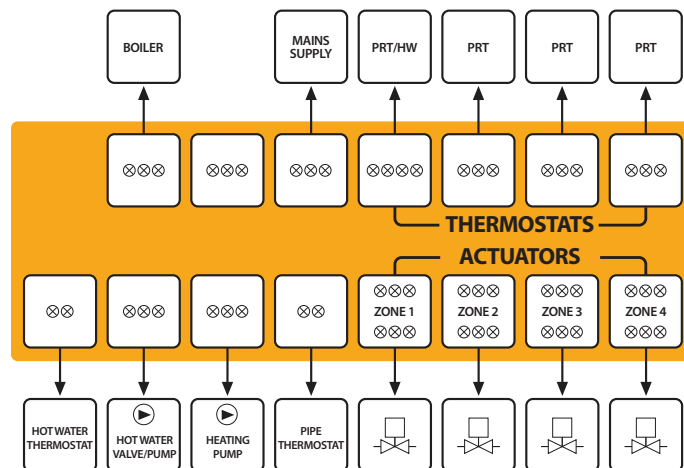 BOILER
MAINS
SUPPLY
PRT/HW
PRT
PRT
PRT
THERMOSTATS
ACTUATORS
ZONE 1
ZONE 2
ZONE 3
ZONE 4
HOT WATER
THERMOSTAT
HOT WATER
VALVE/PUMP
HEATING
PUMP
PIPE
THERMOSTAT